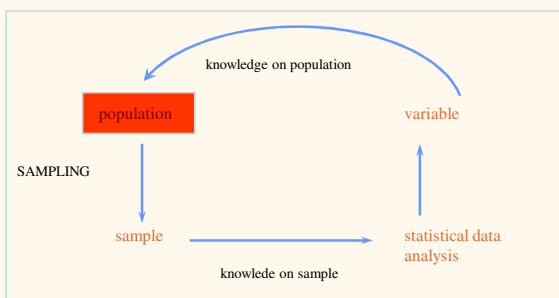 knowledge on population
population
variable
SAMPLING
sample
statistical data
analysis
knowlede on sample